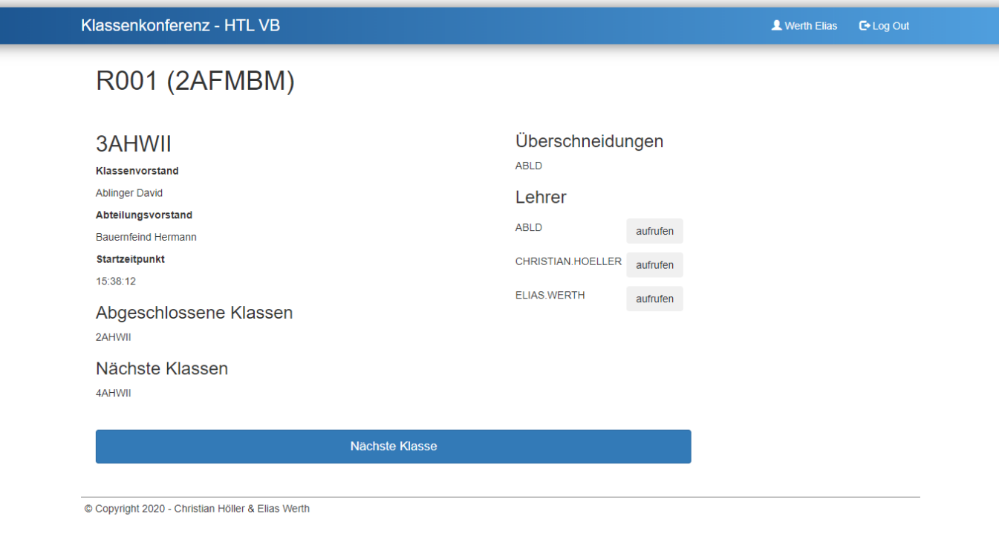 Klassenkonferenz - HTL VB
Werth Elias
Log Out
R001 (2AFMBM)
3AHWII
Klassenvorstand
Ablinger David
Abteilungsvorstand
Bauernfeind Hermann
Startzeitpunkt
15:38:12
Abgeschlossene Klassen
2AHWII
Nächste Klassen
4AHWII
Überschneidungen
ABLD
Lehrer
ABLD aufrufen
CHRISTIAN.HOELLER aufrufen
ELIAS.WERTH aufrufen
Nächste Klasse
© Copyright 2020 - Christian Höller & Elias Werth